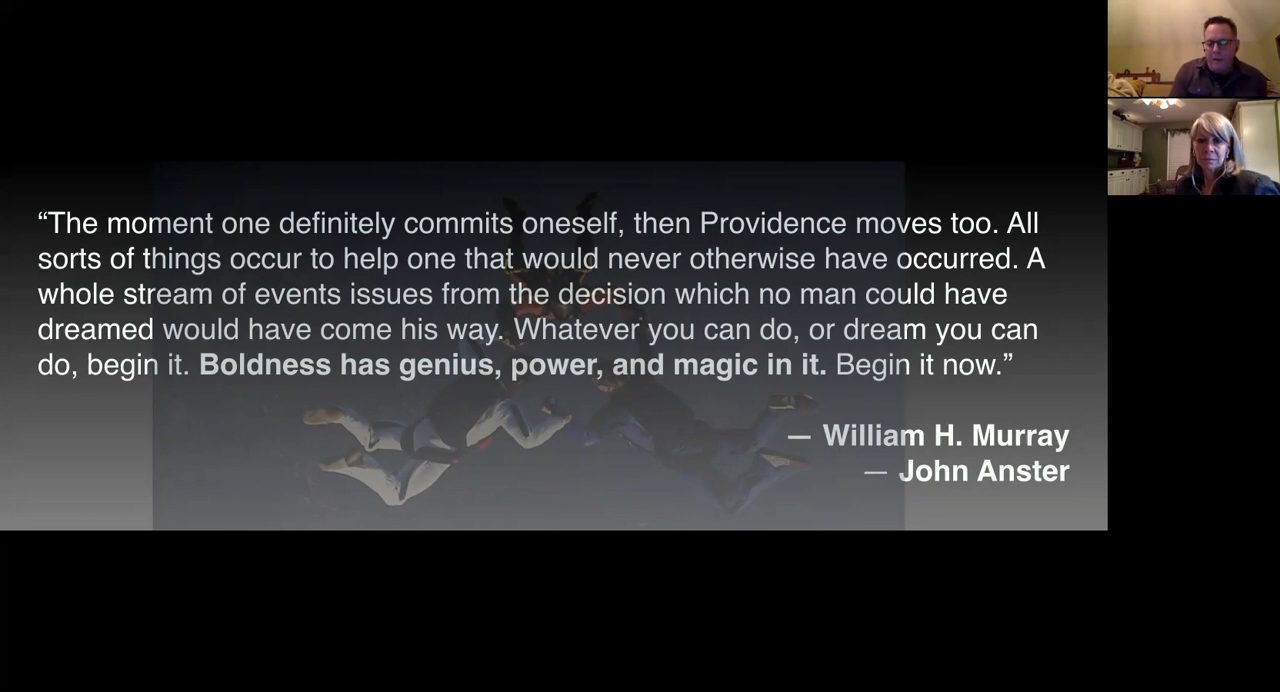 “The moment one definitely commits oneself, then Providence moves too. All
sorts of things occur to help one that would never otherwise have occurred. A
whole stream of events issues from the decision which no man could have
dreamed would have come his way. Whatever you can do, or dream you can
do, begin it. Boldness has genius, power, and magic in it. Begin it now.”
— William H. Murray
— John Anster